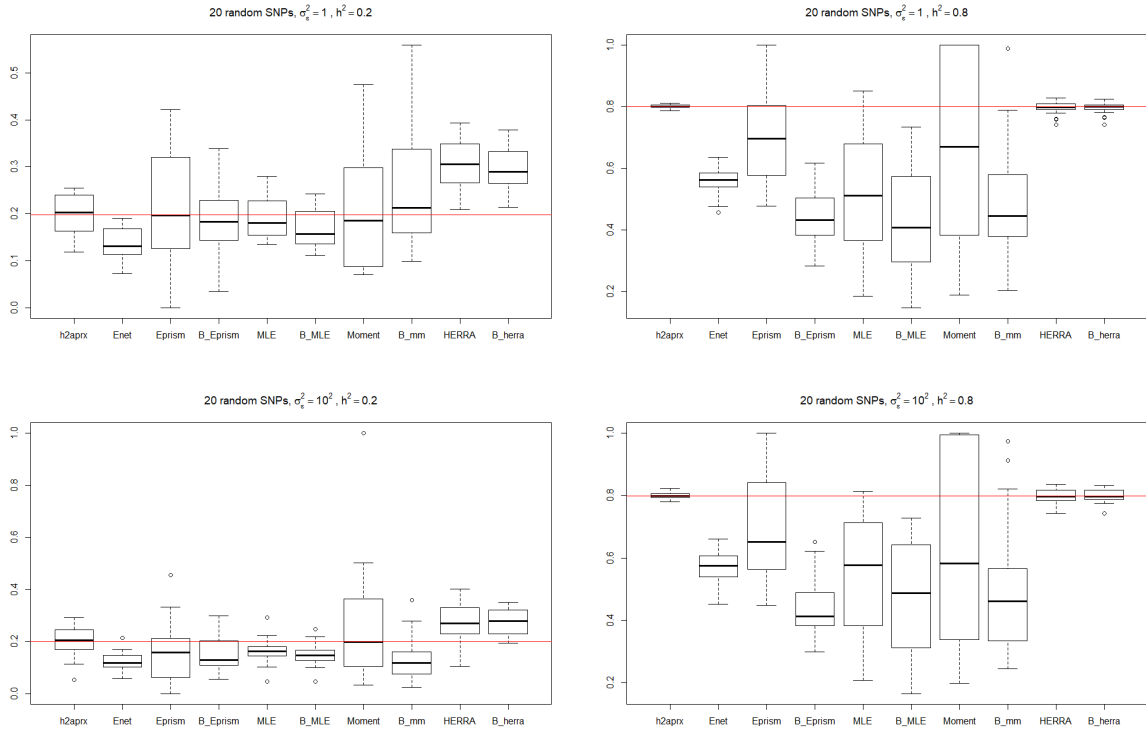 20 random SNPs, σ²ε = 1 , h² = 0.2
0.5
0.4
0.3
0.2
0.1
0.0
h2aprx Enet Eprism B_Eprism MLE B_MLE Moment B_mm HERRA B_herra
20 random SNPs, σ²ε = 1 , h² = 0.8
1.0
0.8
0.6
0.4
0.2
h2aprx Enet Eprism B_Eprism MLE B_MLE Moment B_mm HERRA B_herra
20 random SNPs, σ²ε = 10² , h² = 0.2
1.0
0.8
0.6
0.4
0.2
0.0
h2aprx Enet Eprism B_Eprism MLE B_MLE Moment B_mm HERRA B_herra
20 random SNPs, σ²ε = 10² , h² = 0.8
1.0
0.8
0.6
0.4
0.2
h2aprx Enet Eprism B_Eprism MLE B_MLE Moment B_mm HERRA B_herra